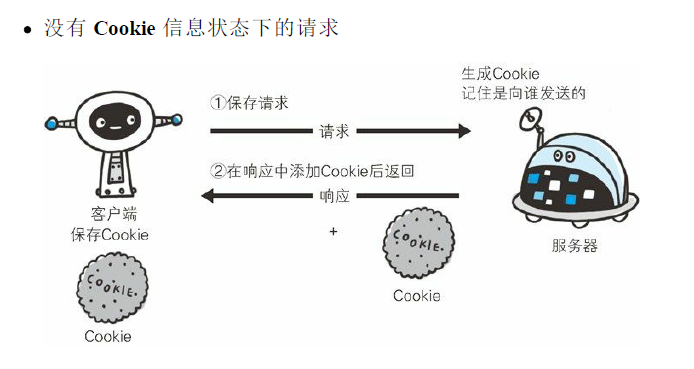 没有 Cookie 信息状态下的请求
生成Cookie
记住是向谁发送的
①保存请求
请求
②在响应中添加Cookie后返回
响应
客户端
保存Cookie
+
COOKIE.
服务器
Cookie
COOKIE.
Cookie